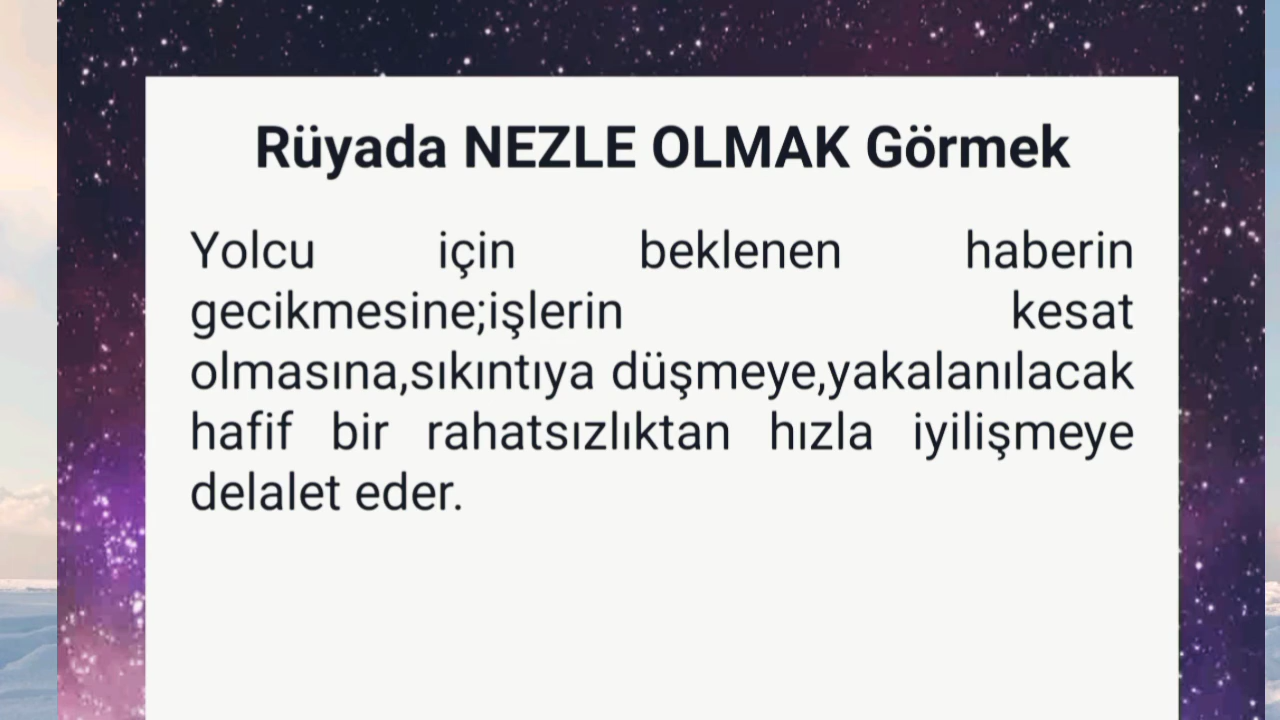 Rüyada NEZLE OLMAK Görmek
Yolcu için beklenen haberin
gecikmesine;işlerin kesat
olmasına,sıkıntıya düşmeye,yakalanılacak
hafif bir rahatsızlıktan hızla iyilişmeye
delalet eder.